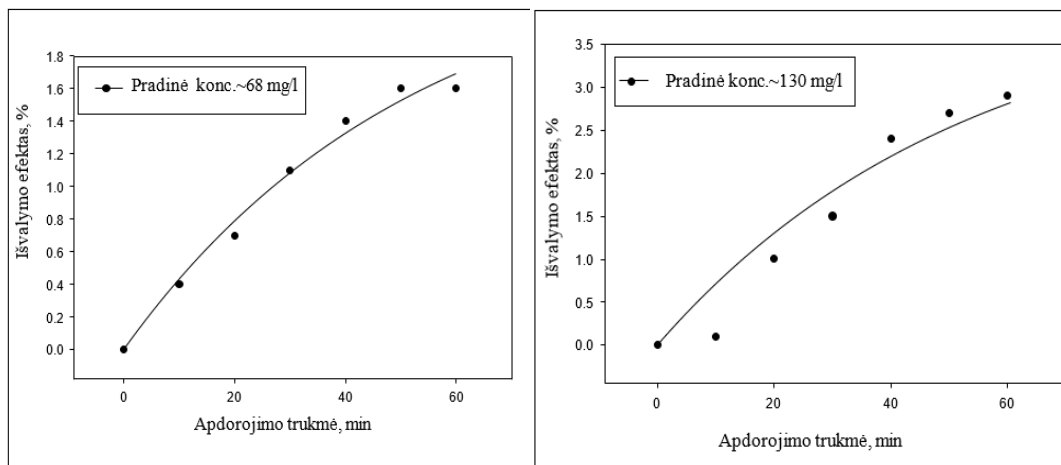 1.8
1.6
1.4
1.2
1.0
0.8
0.6
0.4
0.2
0.0
Išvalymo efektas, %
Pradinė konc.~68 mg/l
0 20 40 60
Apdorojimo trukmė, min
3.5
3.0
2.5
2.0
1.5
1.0
0.5
0.0
Išvalymo efektas, %
Pradinė konc.~130 mg/l
0 20 40 60
Apdorojimo trukmė, min